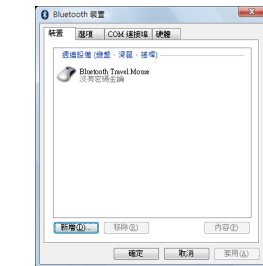 Bluetooth 裝置
裝置 選項 COM 連接埠 硬體
週邊設備 (鍵盤、滑鼠、搖桿)
Bluetooth Travel Mouse
沒有密碼金鑰
新增(D)... 移除(R) 內容(P)
確定 取消 套用(A)